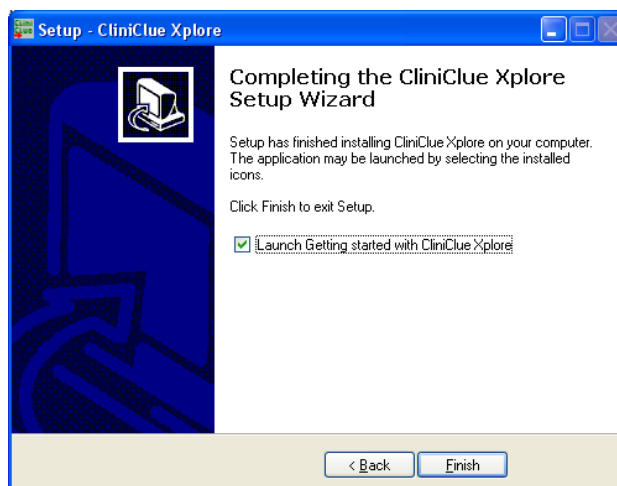 Setup - CliniClue Xplore
Completing the CliniClue Xplore
Setup Wizard
Setup has finished installing CliniClue Xplore on your computer.
The application may be launched by selecting the installed
icons.
Click Finish to exit Setup.
Launch Getting started with CliniClue Xplore
< Back
Finish